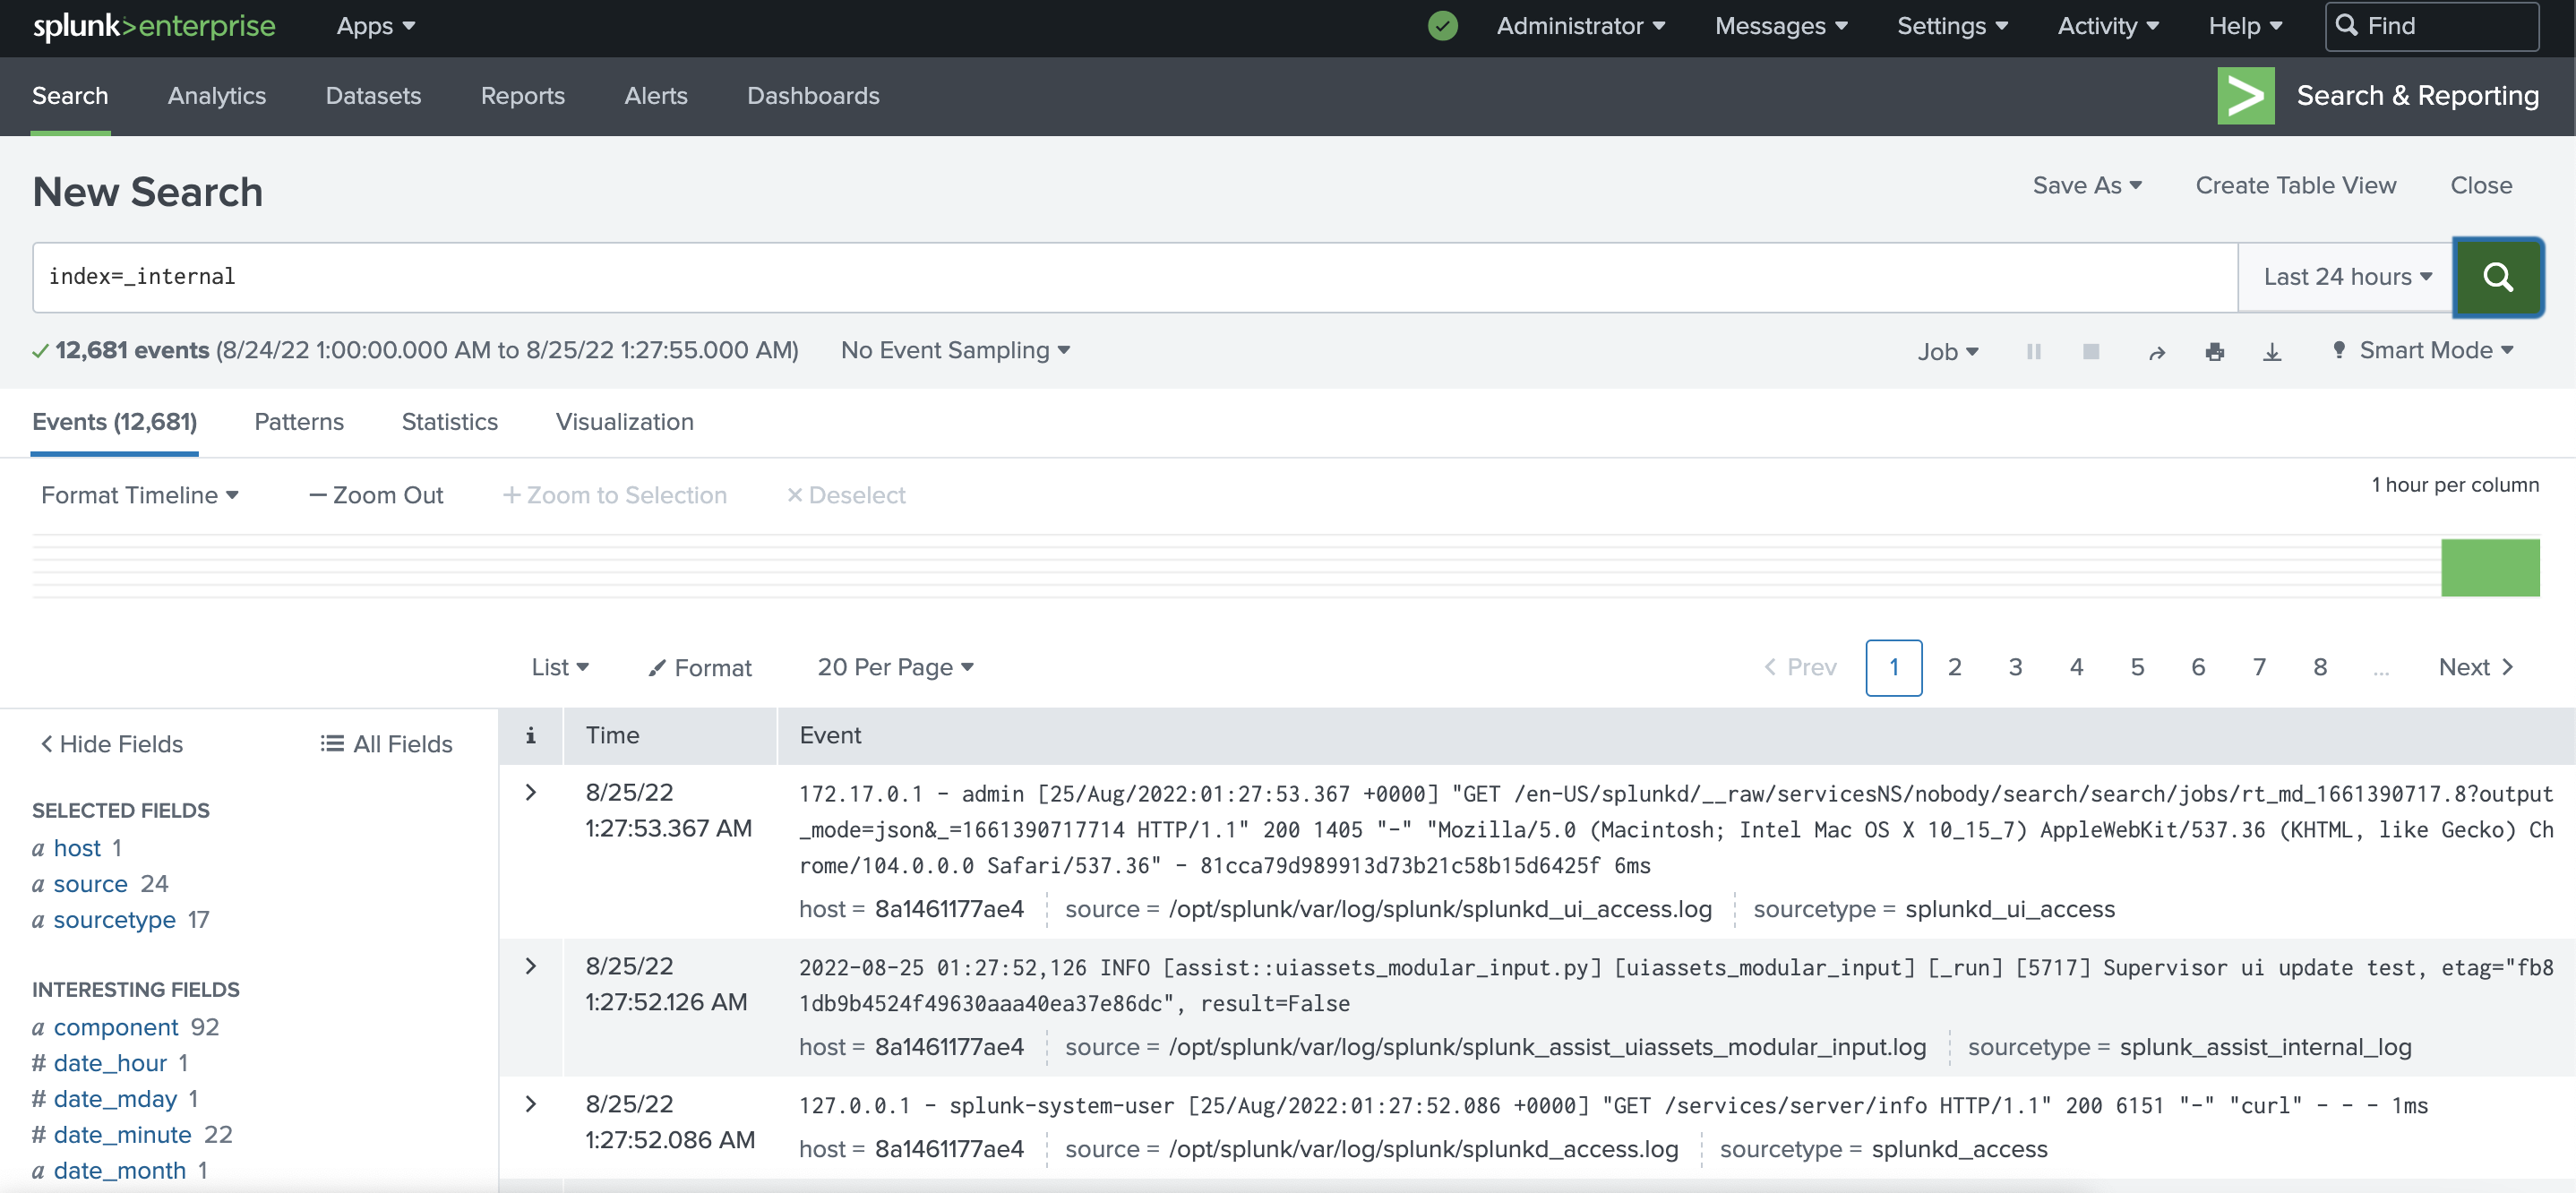 splunk>enterprise Apps Administrator Messages Settings Activity Help Find
Search Analytics Datasets Reports Alerts Dashboards Search & Reporting
New Search Save As Create Table View Close
index=_internal Last 24 hours
12,681 events (8/24/22 1:00:00.000 AM to 8/25/22 1:27:55.000 AM) No Event Sampling Job Smart Mode
Events (12,681) Patterns Statistics Visualization
Format Timeline — Zoom Out + Zoom to Selection × Deselect 1 hour per column
List Format 20 Per Page < Prev 1 2 3 4 5 6 7 8 ... Next >
< Hide Fields All Fields
SELECTED FIELDS
a host 1
a source 24
a sourcetype 17
INTERESTING FIELDS
a component 92
# date_hour 1
# date_mday 1
# date_minute 22
a date_month 1
i Time Event
> 8/25/22
1:27:53.367 AM
172.17.0.1 - admin [25/Aug/2022:01:27:53.367 +0000] "GET /en-US/splunkd/__raw/servicesNS/nobody/search/search/jobs/rt_md_1661390717.8?output
_mode=json&_=1661390717714 HTTP/1.1" 200 1405 "-" "Mozilla/5.0 (Macintosh; Intel Mac OS X 10_15_7) AppleWebKit/537.36 (KHTML, like Gecko) Ch
rome/104.0.0.0 Safari/537.36" - 81cca79d989913d73b21c58b15d6425f 6ms
host = 8a1461177ae4 source = /opt/splunk/var/log/splunk/splunkd_ui_access.log sourcetype = splunkd_ui_access
> 8/25/22
1:27:52.126 AM
2022-08-25 01:27:52,126 INFO [assist::uiassets_modular_input.py] [uiassets_modular_input] [_run] [5717] Supervisor ui update test, etag="fb8
1db9b4524f49630aaa40ea37e86dc", result=False
host = 8a1461177ae4 source = /opt/splunk/var/log/splunk/splunk_assist_uiassets_modular_input.log sourcetype = splunk_assist_internal_log
> 8/25/22
1:27:52.086 AM
127.0.0.1 - splunk-system-user [25/Aug/2022:01:27:52.086 +0000] "GET /services/server/info HTTP/1.1" 200 6151 "-" "curl" - - - 1ms
host = 8a1461177ae4 source = /opt/splunk/var/log/splunk/splunkd_access.log sourcetype = splunkd_access